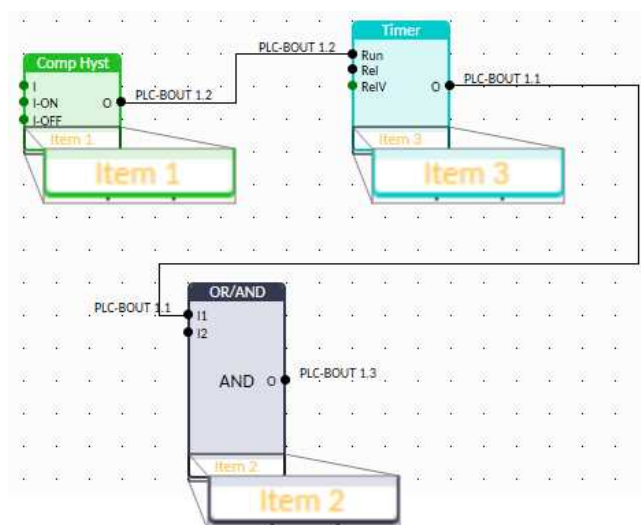 Timer
PLC-BOUT 1.2
Run
Rel
RelV
O
PLC-BOUT 1.1
Item 3
Item 3
Comp Hyst
I
I-ON
O
PLC-BOUT 1.2
I-OFF
Item 1
Item 1
OR/AND
PLC-BOUT 1.1
I1
I2
AND
O
PLC-BOUT 1.3
Item 2
Item 2